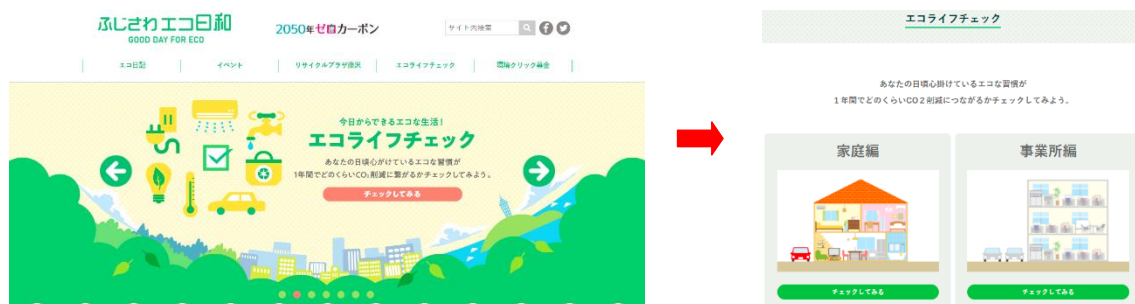 ふじさわエコ日和
GOOD DAY FOR ECO
2050年ゼロカーボン
サイト内検索
エコ日記
イベント
リサイクルプラザ藤沢
エコライフチェック
環境クリック募金
今日からできるエコな生活!
エコライフチェック
あなたの日頃心がけているエコな習慣が
1年間でどのくらいCO₂削減に繋がるかチェックしてみよう。
チェックしてみる
エコライフチェック
あなたの日頃心掛けているエコな習慣が
1年間でどのくらいCO2削減につながるかチェックしてみよう。
家庭編
チェックしてみる
事業所編
チェックしてみる